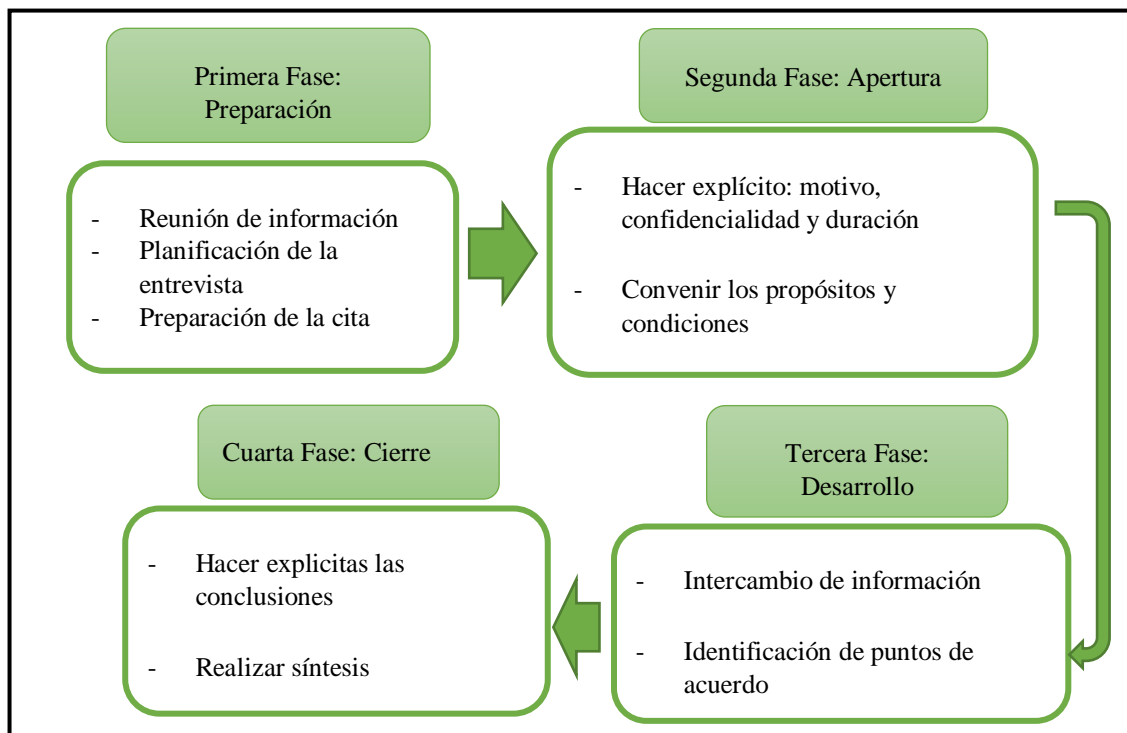 Primera Fase:
Preparación
- Reunión de información
- Planificación de la
entrevista
- Preparación de la cita
Segunda Fase: Apertura
- Hacer explícito: motivo,
confidencialidad y duración
- Convenir los propósitos y
condiciones
Tercera Fase:
Desarrollo
- Intercambio de información
- Identificación de puntos de
acuerdo
Cuarta Fase: Cierre
- Hacer explicitas las
conclusiones
- Realizar síntesis